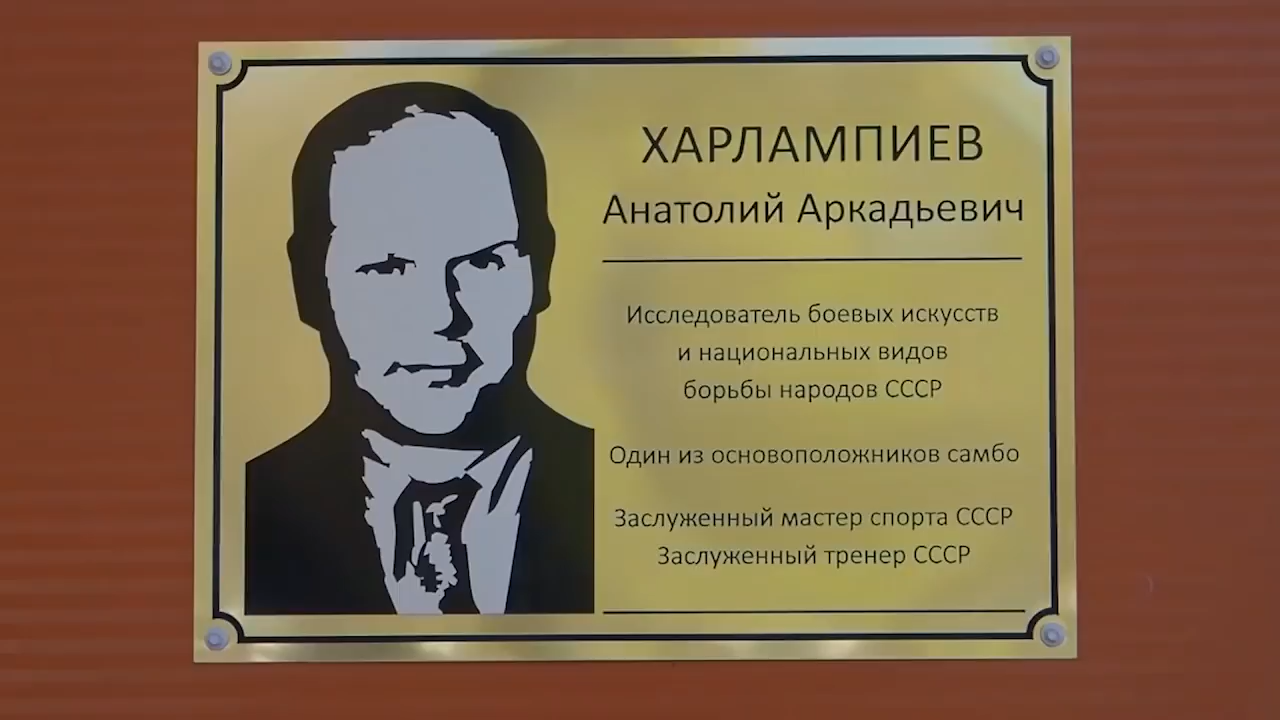 ХАРЛАМПИЕВ
Анатолий Аркадьевич
Исследователь боевых искусств
и национальных видов
борьбы народов СССР
Один из основоположников самбо
Заслуженный мастер спорта СССР
Заслуженный тренер СССР